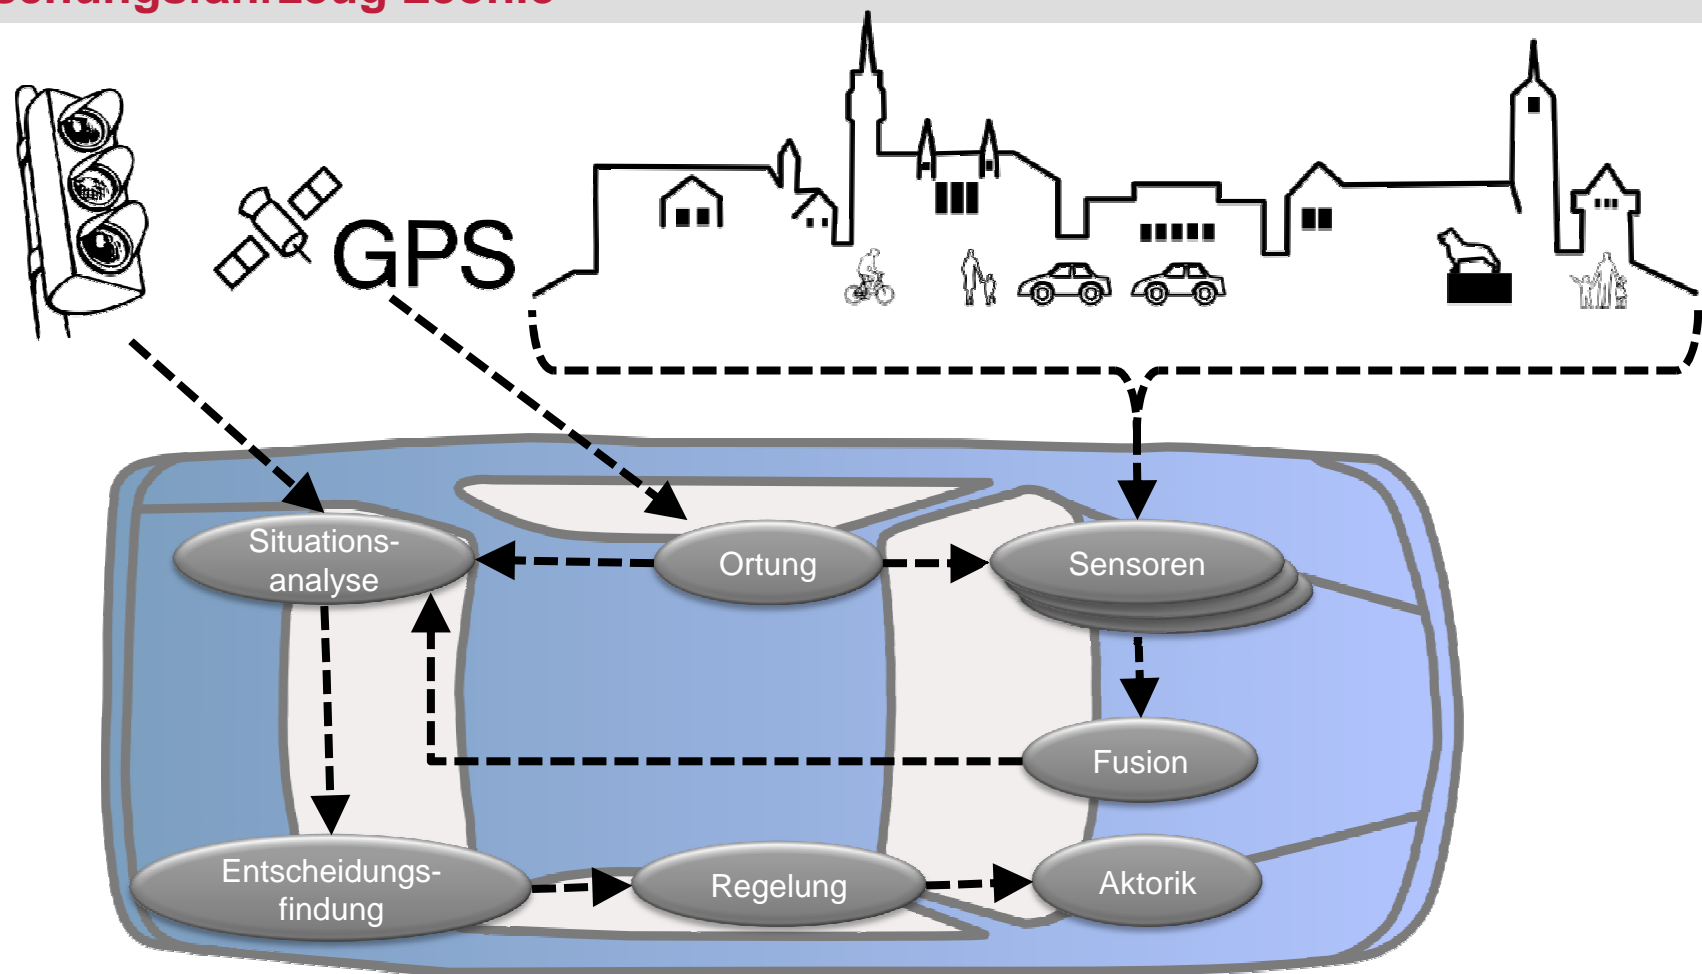 GPS
Situations-
analyse
Ortung
Sensoren
Fusion
Entscheidungs-
findung
Regelung
Aktorik